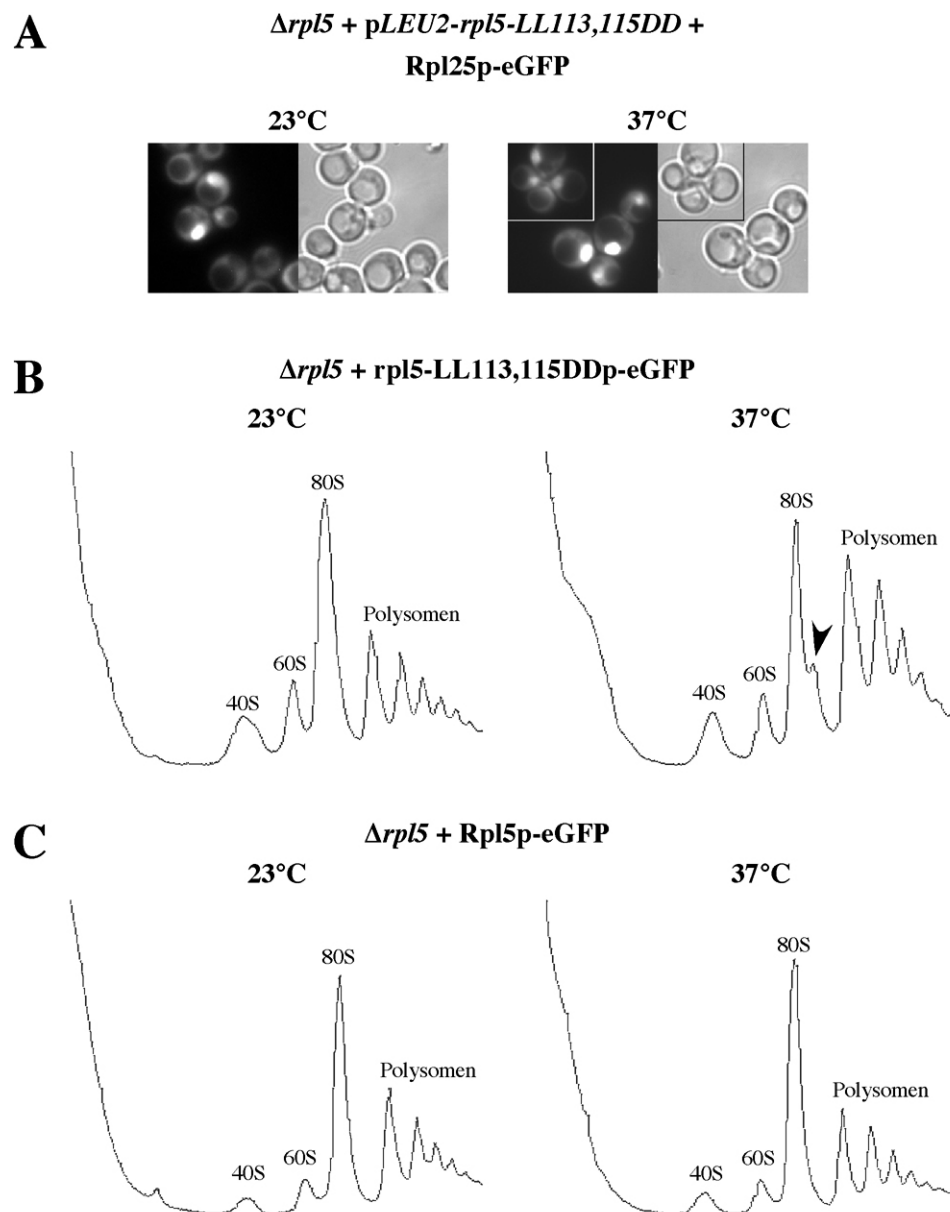 A
Δrpl5 + pLEU2-rpl5-LL113,115DD +
Rpl25p-eGFP
23°C 37°C
B
Δrpl5 + rpl5-LL113,115DDp-eGFP
23°C 37°C
40S 60S 80S Polysomen
40S 60S 80S Polysomen
C
Δrpl5 + Rpl5p-eGFP
23°C 37°C
40S 60S 80S Polysomen
40S 60S 80S Polysomen